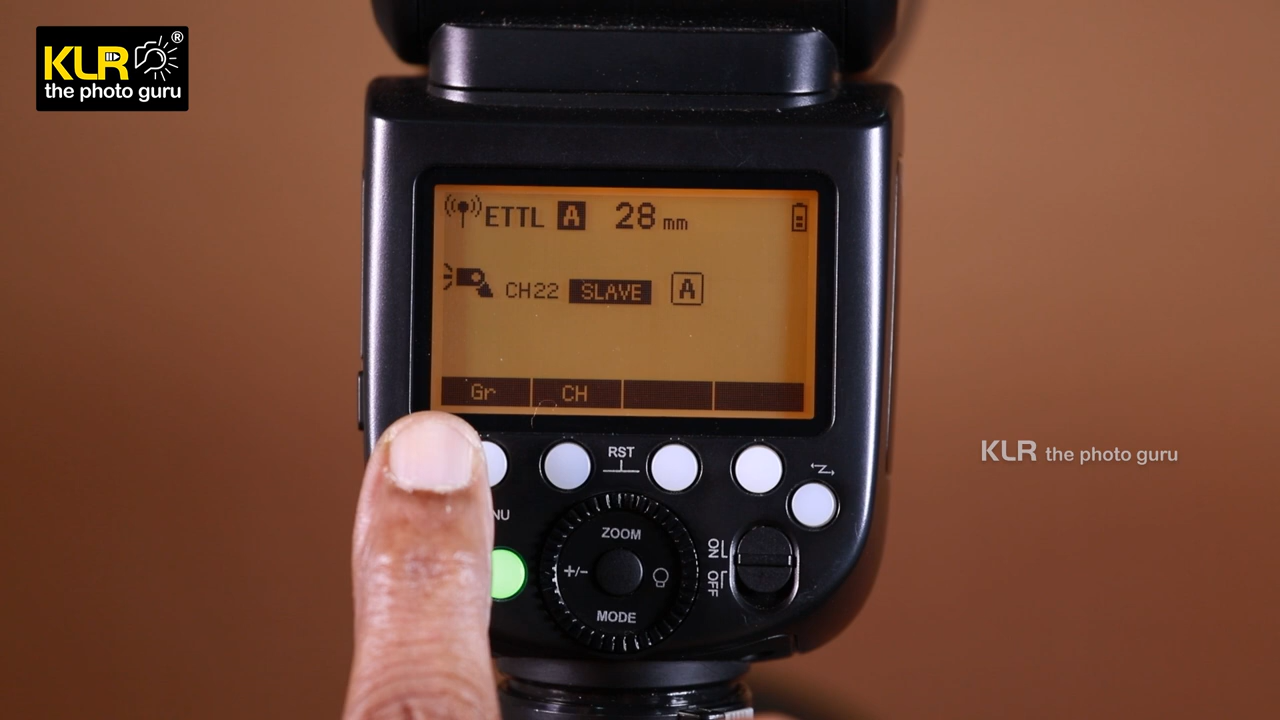 KLR
the photo guru
®
ETTL A 28 mm
CH22 SLAVE A
Gr CH
RST
NU
ZOOM
+/-
MODE
ON
OFF
KLR the photo guru